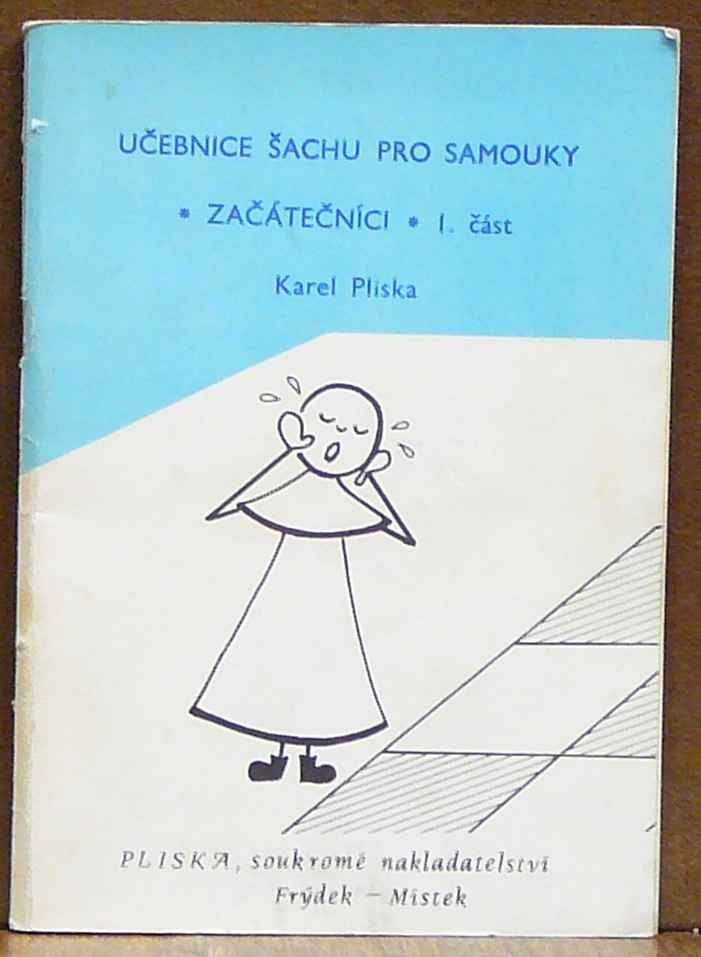 UČEBNICE ŠACHU PRO SAMOUKY
* ZAČÁTEČNÍCI * I. část
Karel Pliska
PLISKA, soukromé nakladatelství
Frýdek – Místek